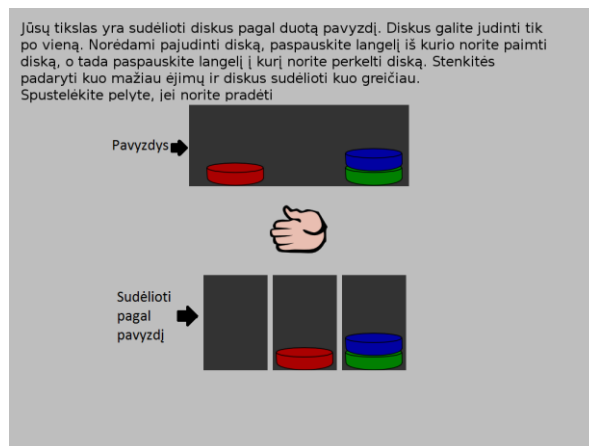 Jūsų tikslas yra sudėlioti diskus pagal duotą pavyzdį. Diskus galite judinti tik
po vieną. Norėdami pajudinti diską, paspauskite langelį iš kurio norite paimti
diską, o tada paspauskite langelį į kurį norite perkelti diską. Stenkitės
padaryti kuo mažiau ėjimų ir diskus sudėlioti kuo greičiau.
Spustelėkite pelytę, jei norite pradėti
Pavyzdys
Sudėlioti
pagal
pavyzdį